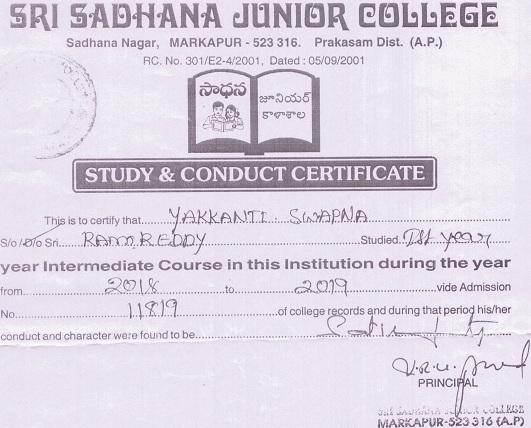 SRI SADHANA JUNIOR COLLEGE
Sadhana Nagar, MARKAPUR - 523 316. Prakasam Dist. (A.P.)
RC. No. 301/E2-4/2001, Dated : 05/09/2001
సాధన జూనియర్
కళాశాల
STUDY & CONDUCT CERTIFICATE
This is to certify that YAKKANTI. SWAPNA
S/o/D/o Sri. RAMI REDDY Studied Ist year
year Intermediate Course in this Institution during the year
from 2018 to 2019 vide Admission
No. 11819 of college records and during that period his/her
conduct and character were found to be
PRINCIPAL
SRI SADHANA JUNIOR COLLEGE
MARKAPUR-523 316 (A.P)